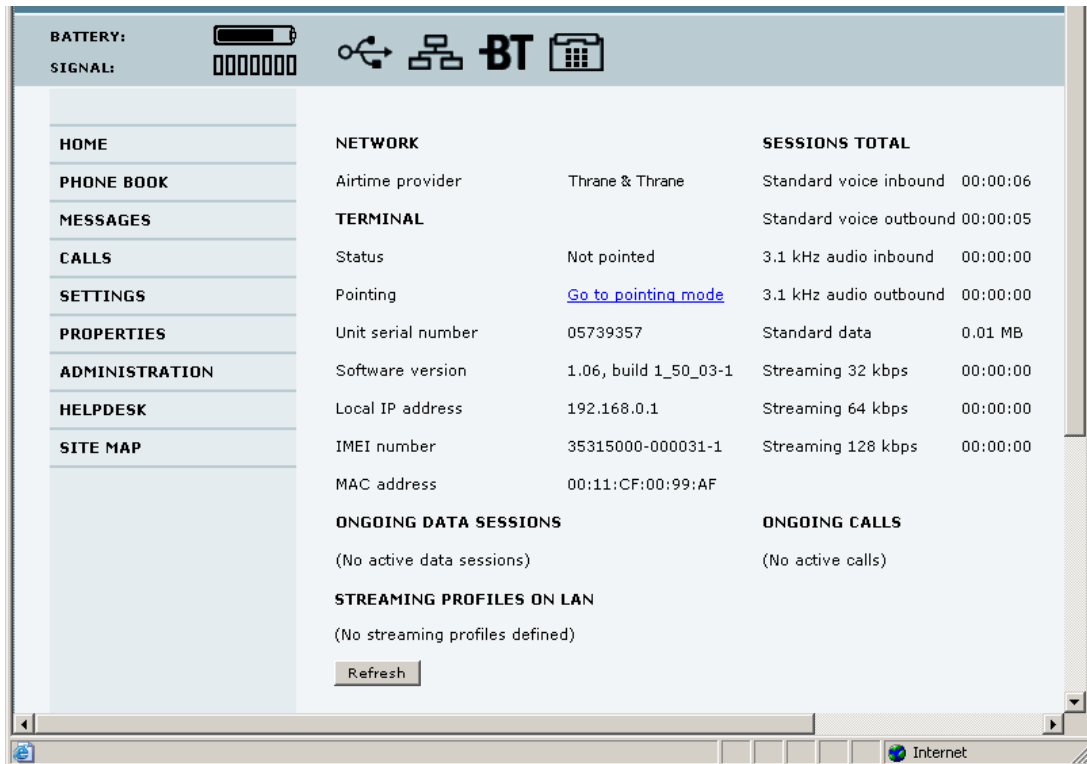 BATTERY:
SIGNAL:
BT
HOME
PHONE BOOK
MESSAGES
CALLS
SETTINGS
PROPERTIES
ADMINISTRATION
HELPDESK
SITE MAP
NETWORK
Airtime provider Thrane & Thrane
TERMINAL
Status Not pointed
Pointing Go to pointing mode
Unit serial number 05739357
Software version 1.06, build 1_50_03-1
Local IP address 192.168.0.1
IMEI number 35315000-000031-1
MAC address 00:11:CF:00:99:AF
SESSIONS TOTAL
Standard voice inbound 00:00:06
Standard voice outbound 00:00:05
3.1 kHz audio inbound 00:00:00
3.1 kHz audio outbound 00:00:00
Standard data 0.01 MB
Streaming 32 kbps 00:00:00
Streaming 64 kbps 00:00:00
Streaming 128 kbps 00:00:00
ONGOING DATA SESSIONS
(No active data sessions)
ONGOING CALLS
(No active calls)
STREAMING PROFILES ON LAN
(No streaming profiles defined)
Refresh
Internet